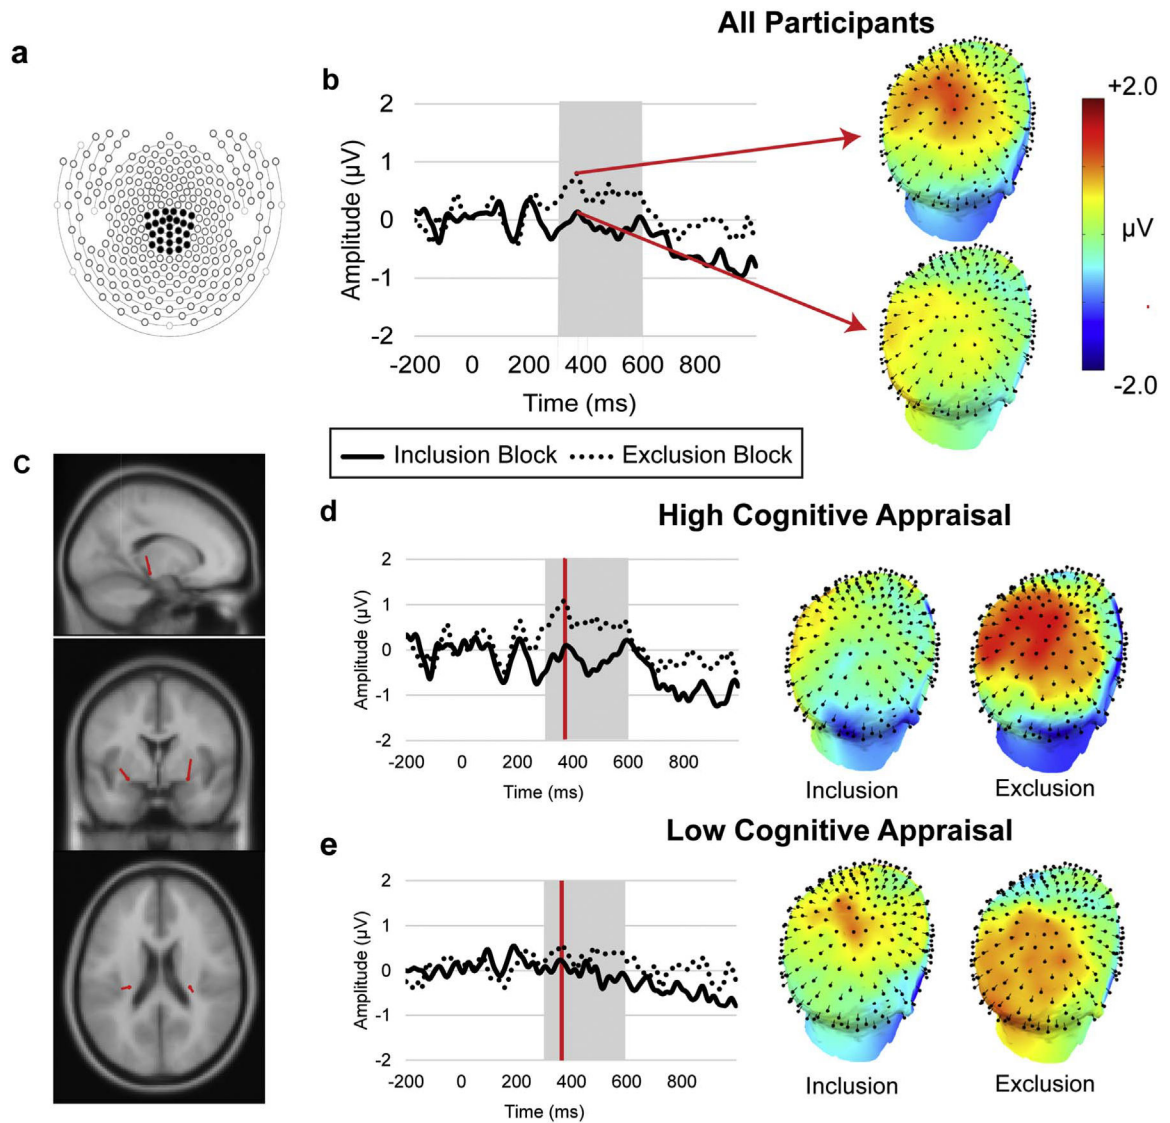 All Participants
a
b
2
1
0
-1
-2
Amplitude (µV)
-200 0 200 400 600 800
Time (ms)
+2.0
µV
-2.0
Inclusion Block Exclusion Block
c
d
High Cognitive Appraisal
2
1
0
-1
-2
Amplitude (µV)
-200 0 200 400 600 800
Time (ms)
Inclusion
Exclusion
e
Low Cognitive Appraisal
2
1
0
-1
-2
Amplitude (µV)
-200 0 200 400 600 800
Time (ms)
Inclusion
Exclusion